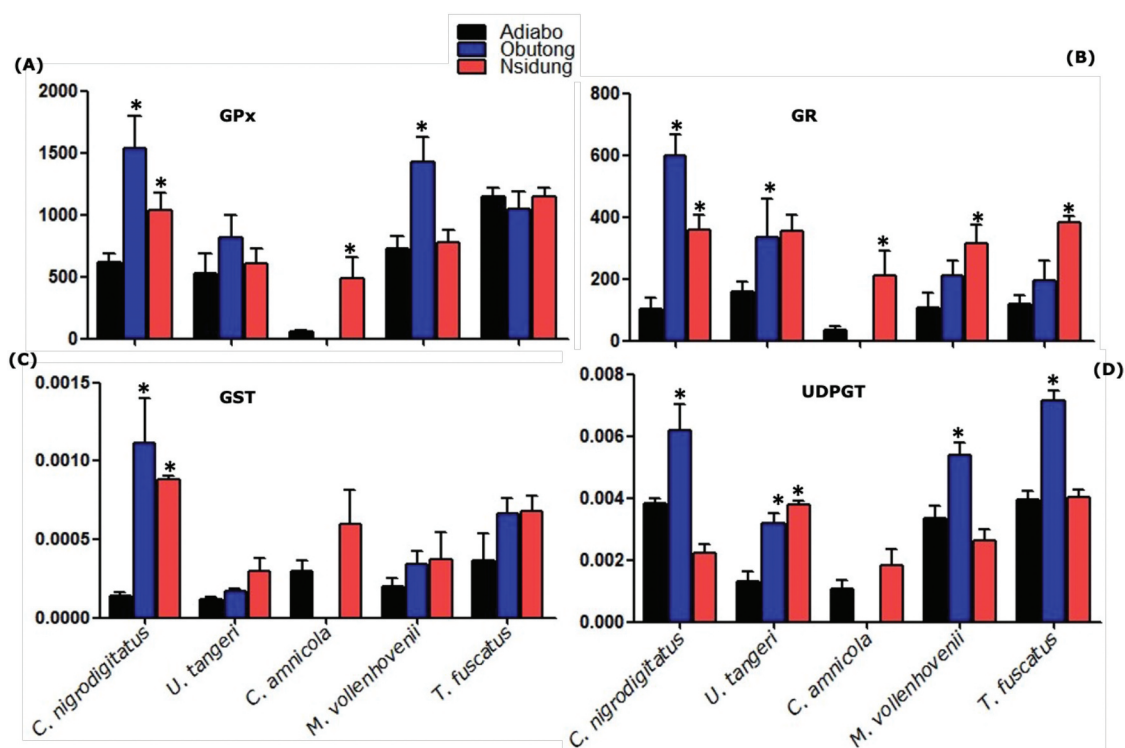 Adiabo
Obutong
Nsidung
(A)
GPx
2000
1500
1000
500
0
* * * *
(B)
GR
800
600
400
200
0
* * * * * *
(C)
GST
0.0015
0.0010
0.0005
0.0000
* *
C. nigrodigitatus
U. tangeri
C. amnicola
M. vollenhovenii
T. fuscatus
(D)
UDPGT
0.008
0.006
0.004
0.002
0.000
* * * * *
C. nigrodigitatus
U. tangeri
C. amnicola
M. vollenhovenii
T. fuscatus